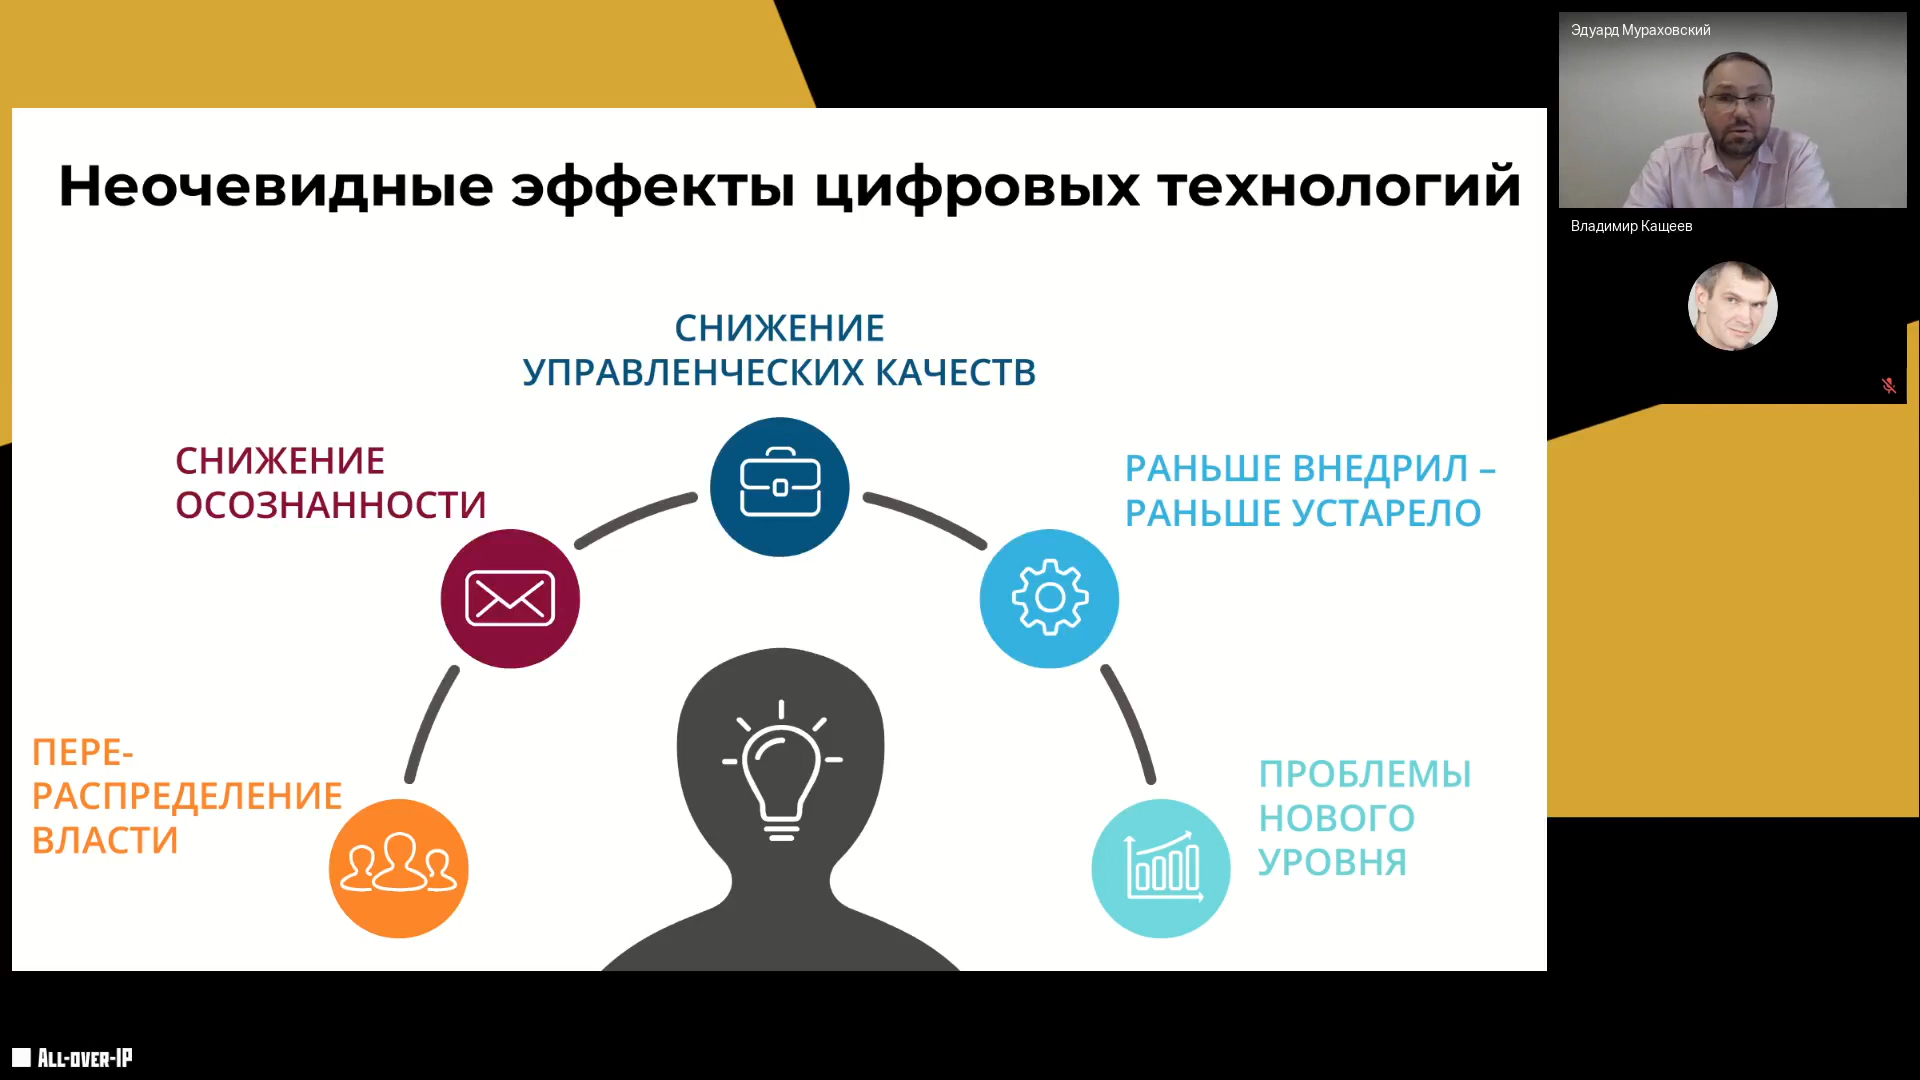 Неочевидные эффекты цифровых технологий
СНИЖЕНИЕ
УПРАВЛЕНЧЕСКИХ КАЧЕСТВ
СНИЖЕНИЕ
ОСОЗНАННОСТИ
РАНЬШЕ ВНЕДРИЛ –
РАНЬШЕ УСТАРЕЛО
ПЕРЕ-
РАСПРЕДЕЛЕНИЕ
ВЛАСТИ
ПРОБЛЕМЫ
НОВОГО
УРОВНЯ
Эдуард Мураховский
Владимир Кащеев
ALL-OVER-IP